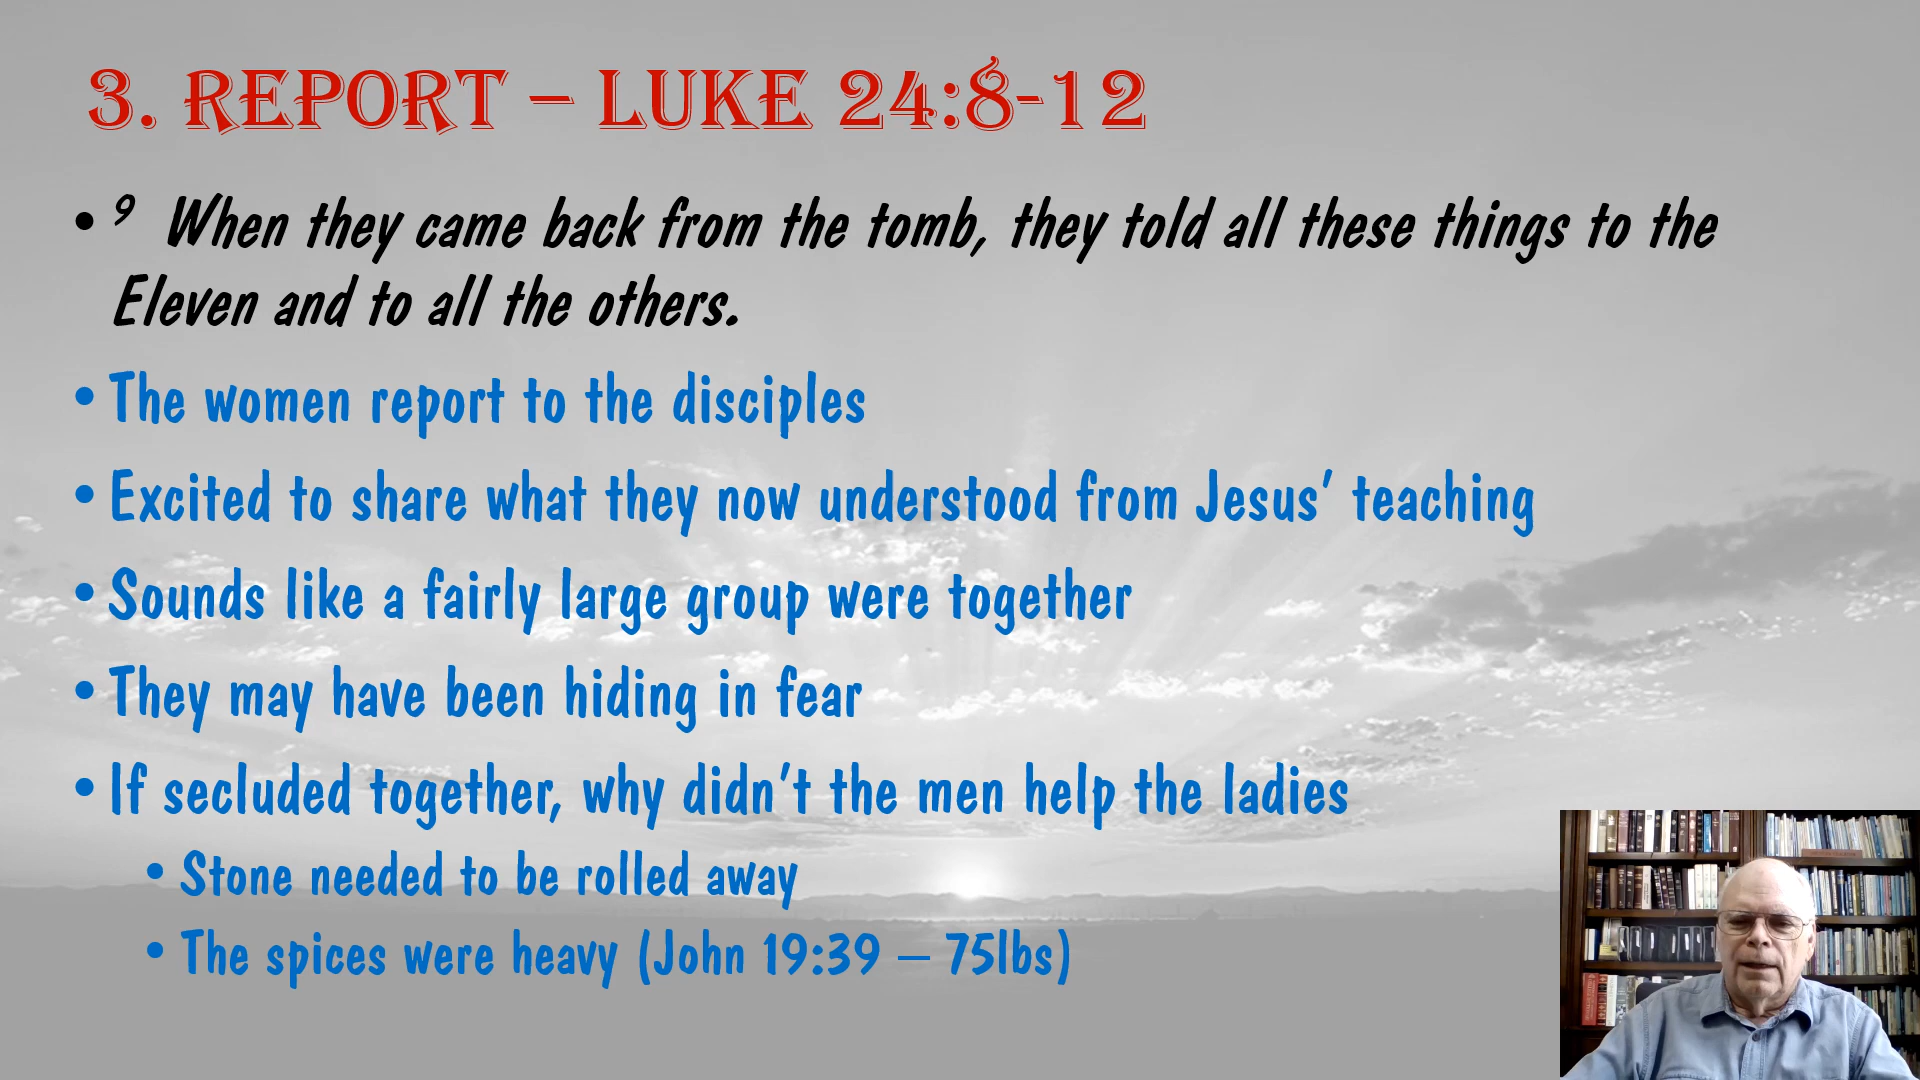 3. REPORT – LUKE 24:8-12
• 9 When they came back from the tomb, they told all these things to the
Eleven and to all the others.
• The women report to the disciples
• Excited to share what they now understood from Jesus’ teaching
• Sounds like a fairly large group were together
• They may have been hiding in fear
• If secluded together, why didn’t the men help the ladies
• Stone needed to be rolled away
• The spices were heavy (John 19:39 – 75lbs)